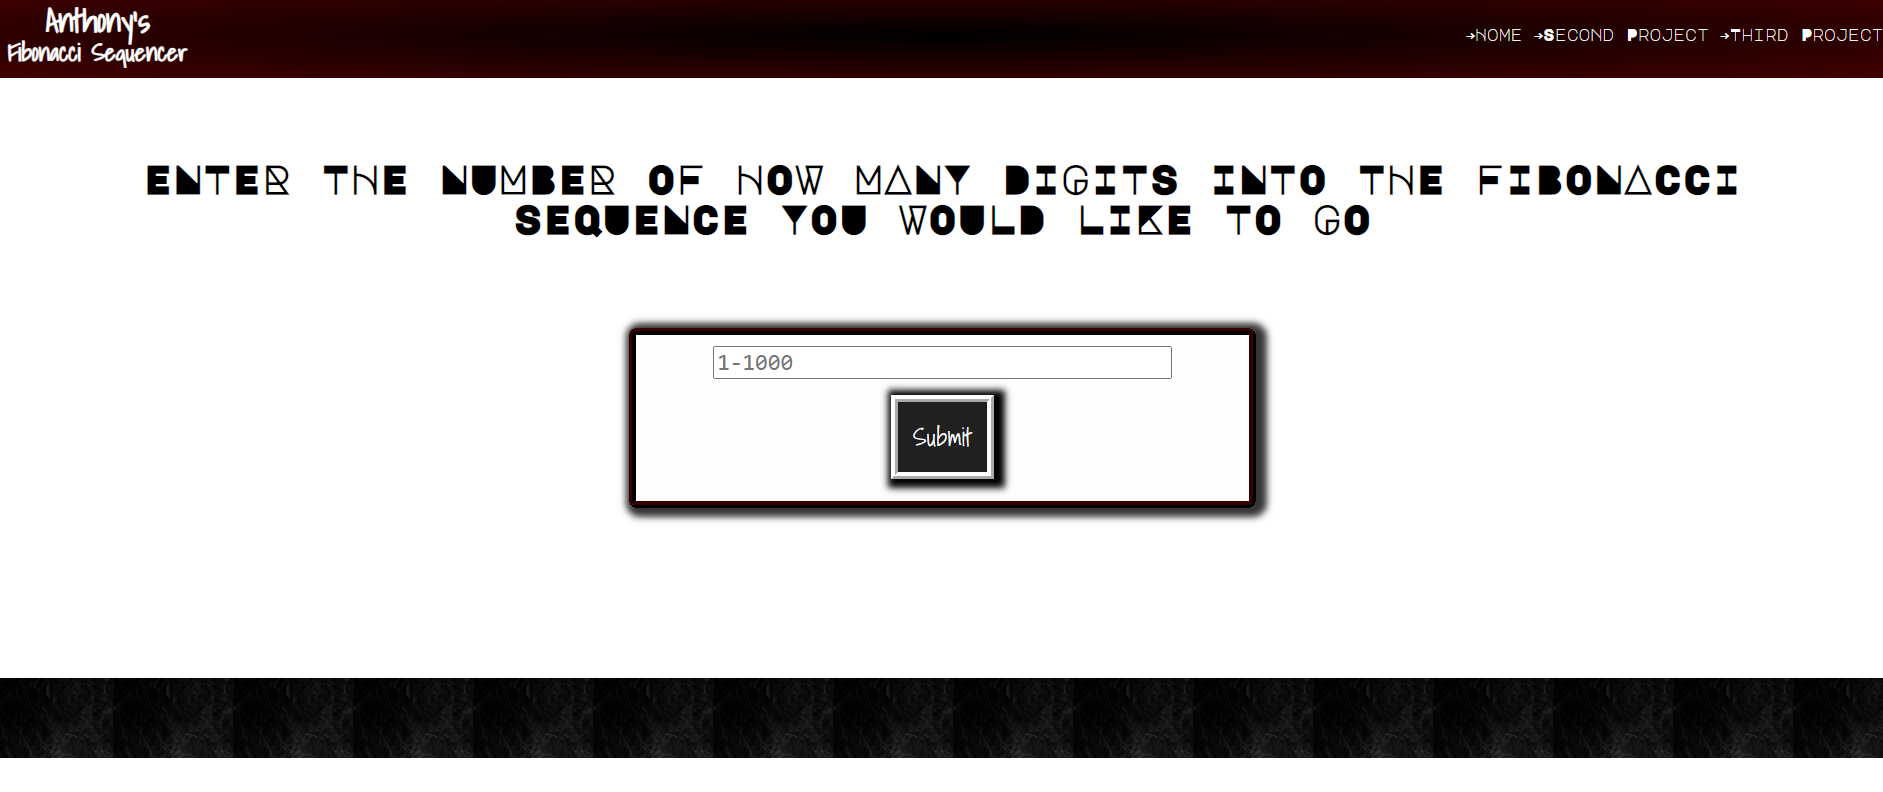 Anthony's
Fibonacci Sequencer
→Home →Second Project →Third Project
ENTER THE NUMBER OF HOW MANY DIGITS INTO THE FIBONACCI
SEQUENCE YOU WOULD LIKE TO GO
1-1000
Submit